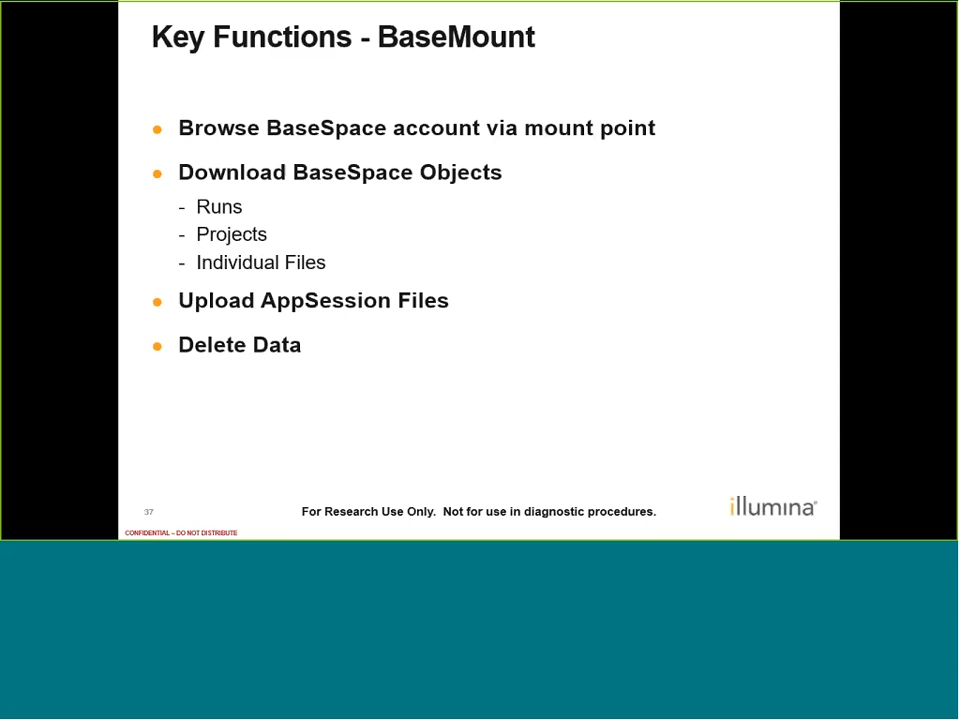 Key Functions - BaseMount
● Browse BaseSpace account via mount point
● Download BaseSpace Objects
- Runs
- Projects
- Individual Files
● Upload AppSession Files
● Delete Data
37
For Research Use Only. Not for use in diagnostic procedures.
illumina®
CONFIDENTIAL – DO NOT DISTRIBUTE